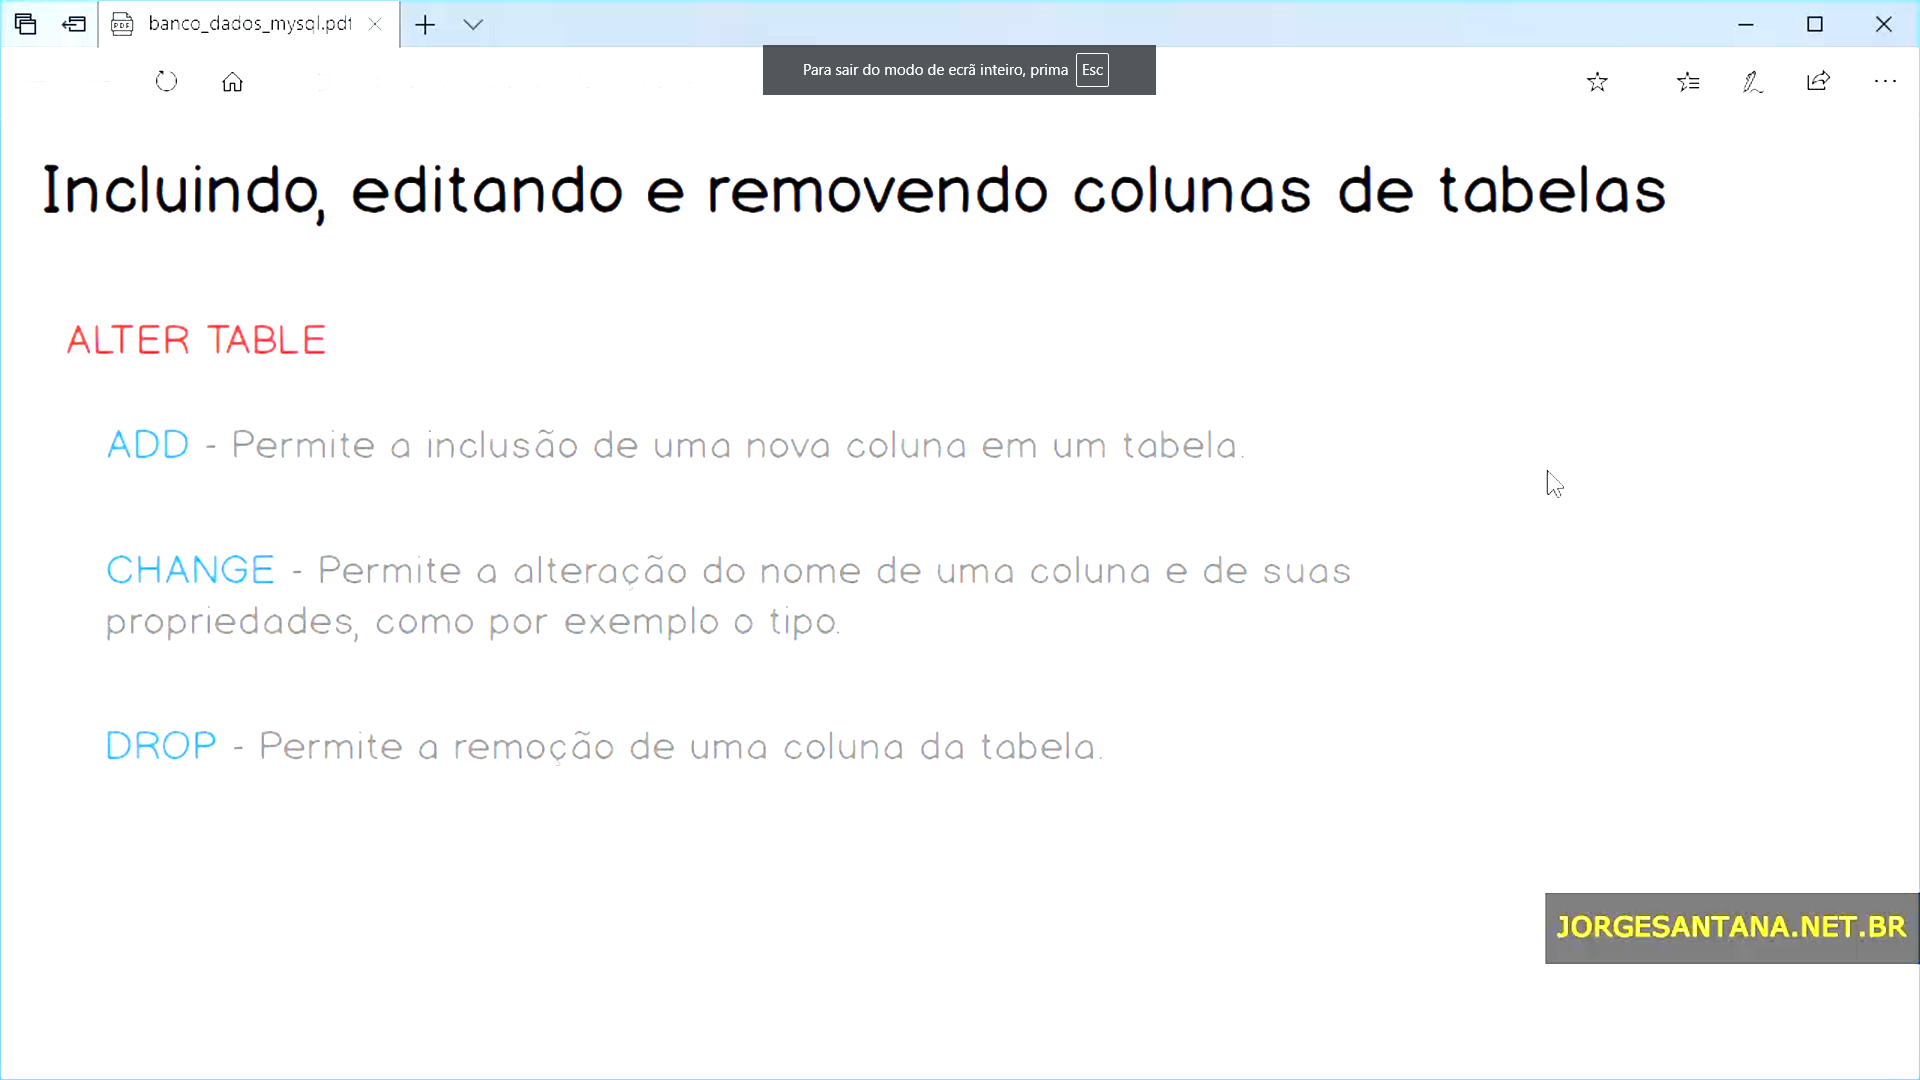 banco_dados_mysql.pdf
Para sair do modo de ecrã inteiro, prima Esc
Incluindo, editando e removendo colunas de tabelas
ALTER TABLE
ADD - Permite a inclusão de uma nova coluna em um tabela.
CHANGE - Permite a alteração do nome de uma coluna e de suas
propriedades, como por exemplo o tipo.
DROP - Permite a remoção de uma coluna da tabela.
JORGESANTANA.NET.BR